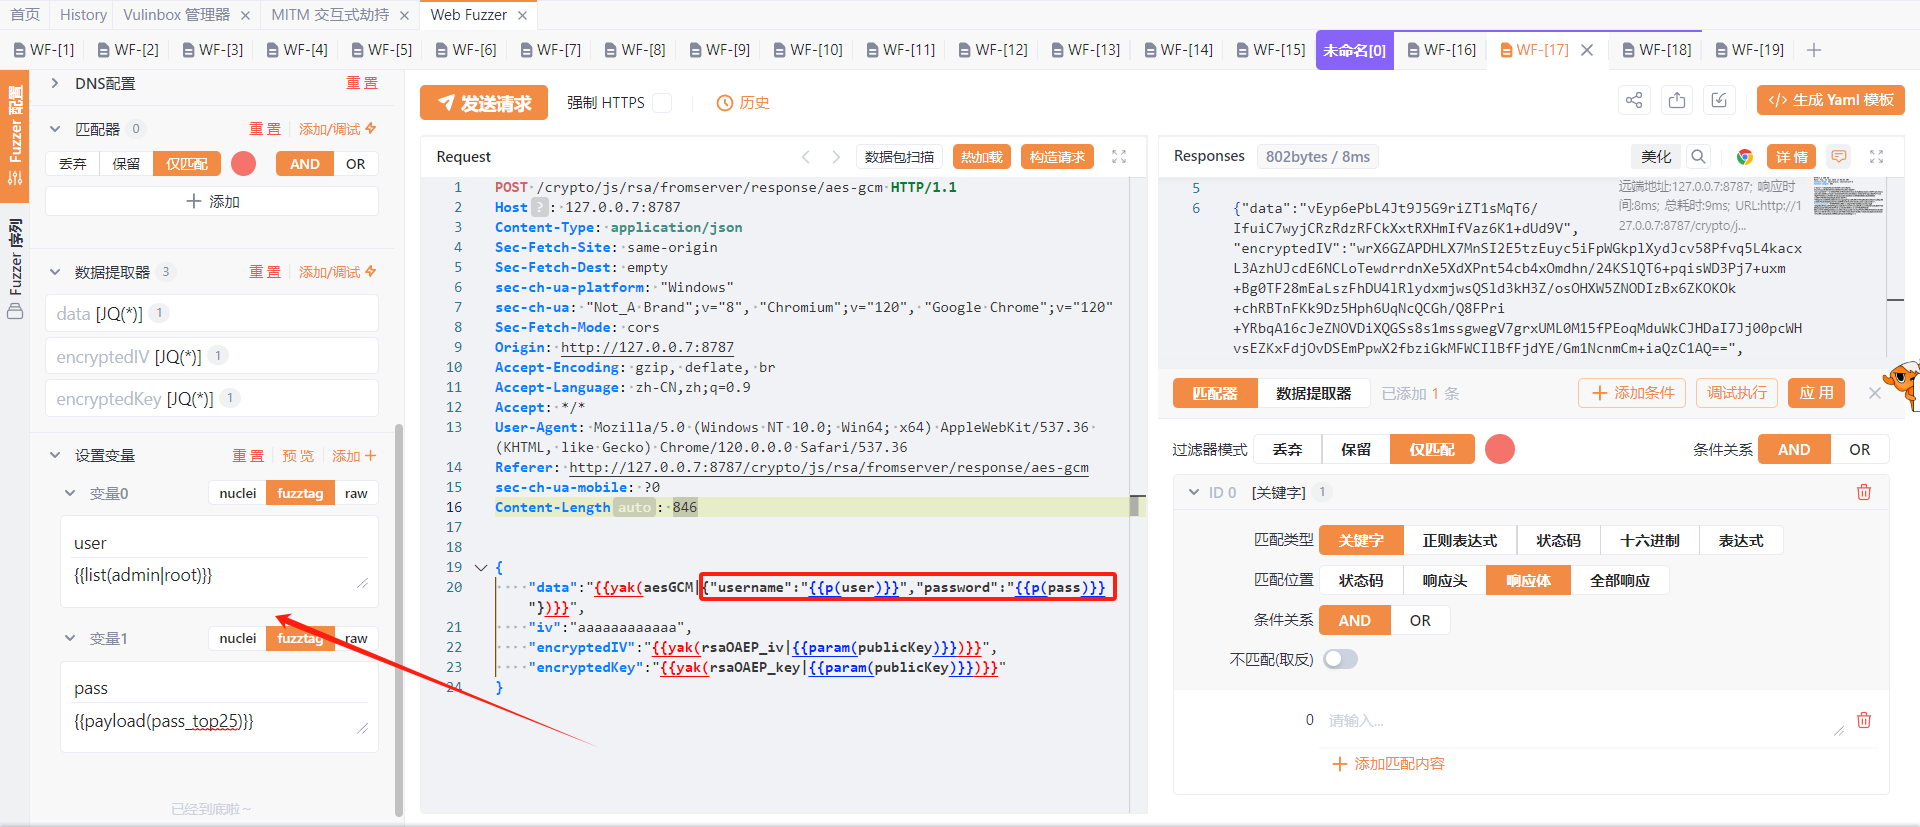 首页 History Vulinbox 管理器 MITM 交互式劫持 Web Fuzzer
WF-[1] WF-[2] WF-[3] WF-[4] WF-[5] WF-[6] WF-[7] WF-[8] WF-[9] WF-[10] WF-[11] WF-[12] WF-[13] WF-[14] WF-[15] 未命名[0] WF-[16] WF-[17] WF-[18] WF-[19]
Fuzzer 配置
Fuzzer 序列
DNS配置 重 置
匹配器 0 重 置 添加/调试
丢弃 保留 仅匹配 AND OR
添加
数据提取器 3 重 置 添加/调试
data [JQ(*)] 1
encryptedIV [JQ(*)] 1
encryptedKey [JQ(*)] 1
设置变量 重 置 预 览 添加
变量0 nuclei fuzztag raw
user
{{list(admin|root)}}
变量1 nuclei fuzztag raw
pass
{{payload(pass_top25)}}
已经到底啦～
发送请求 强制 HTTPS 历史
生成 Yaml 模板
Request 数据包扫描 热加载 构造请求
1 POST /crypto/js/rsa/fromserver/response/aes-gcm HTTP/1.1
2 Host ? : 127.0.0.7:8787
3 Content-Type: application/json
4 Sec-Fetch-Site: same-origin
5 Sec-Fetch-Dest: empty
6 sec-ch-ua-platform: "Windows"
7 sec-ch-ua: "Not_A Brand";v="8", "Chromium";v="120", "Google Chrome";v="120"
8 Sec-Fetch-Mode: cors
9 Origin: http://127.0.0.7:8787
10 Accept-Encoding: gzip, deflate, br
11 Accept-Language: zh-CN,zh;q=0.9
12 Accept: */*
13 User-Agent: Mozilla/5.0 (Windows NT 10.0; Win64; x64) AppleWebKit/537.36
(KHTML, like Gecko) Chrome/120.0.0.0 Safari/537.36
14 Referer: http://127.0.0.7:8787/crypto/js/rsa/fromserver/response/aes-gcm
15 sec-ch-ua-mobile: ?0
16 Content-Length auto : 846
17
18
19 {
20 "data":"{{yak(aesGCM|{"username":"{{p(user)}}","password":"{{p(pass)}}
"})}}",
21 "iv":"aaaaaaaaaaaa",
22 "encryptedIV":"{{yak(rsaOAEP_iv|{{param(publicKey)}})}}",
23 "encryptedKey":"{{yak(rsaOAEP_key|{{param(publicKey)}})}}"
24 }
Responses 802bytes / 8ms 美化 详 情
远端地址:127.0.0.7:8787; 响应时
间:8ms; 总耗时:9ms; URL:http://1
27.0.0.7:8787/crypto/j...
5
6 {"data":"vEyp6ePbL4Jt9J5G9riZT1sMqT6/
IfuiC7wyjCRzRdzRFCkXxtRXHmIfVaz6K1+dUd9V",
"encryptedIV":"wrX6GZAPDHLX7MnSI2E5tzEuyc5iFpWGkplXydJcv58Pfvq5L4kacx
L3AzhUJcdE6NCLoTewdrrdnXe5XdXPnt54cb4xOmdhn/24KSlQT6+pqisWD3Pj7+uxm
+Bg0TF28mEaLszFhDU4lRlydxmjwsQSld3kH3Z/osOHXW5ZNODIzBx6ZKOKOk
+chRBTnFKk9Dz5Hph6UqNcQCGh/Q8FPri
+YRbqA16cJeZNOVDiXQGSs8s1mssgwegV7grxUML0M15fPEoqMduWkCJHDaI7Jj00pcWH
vsEZKxFdjOvDSEmPpwX2fbziGkMFWCIlBfFjdYE/Gm1NcnmCm+iaQzC1AQ==",
匹配器 数据提取器 已添加 1 条 添加条件 调试执行 应 用
过滤器模式 丢弃 保留 仅匹配 条件关系 AND OR
ID 0 [关键字] 1
匹配类型 关键字 正则表达式 状态码 十六进制 表达式
匹配位置 状态码 响应头 响应体 全部响应
条件关系 AND OR
不匹配(取反)
0 请输入...
添加匹配内容